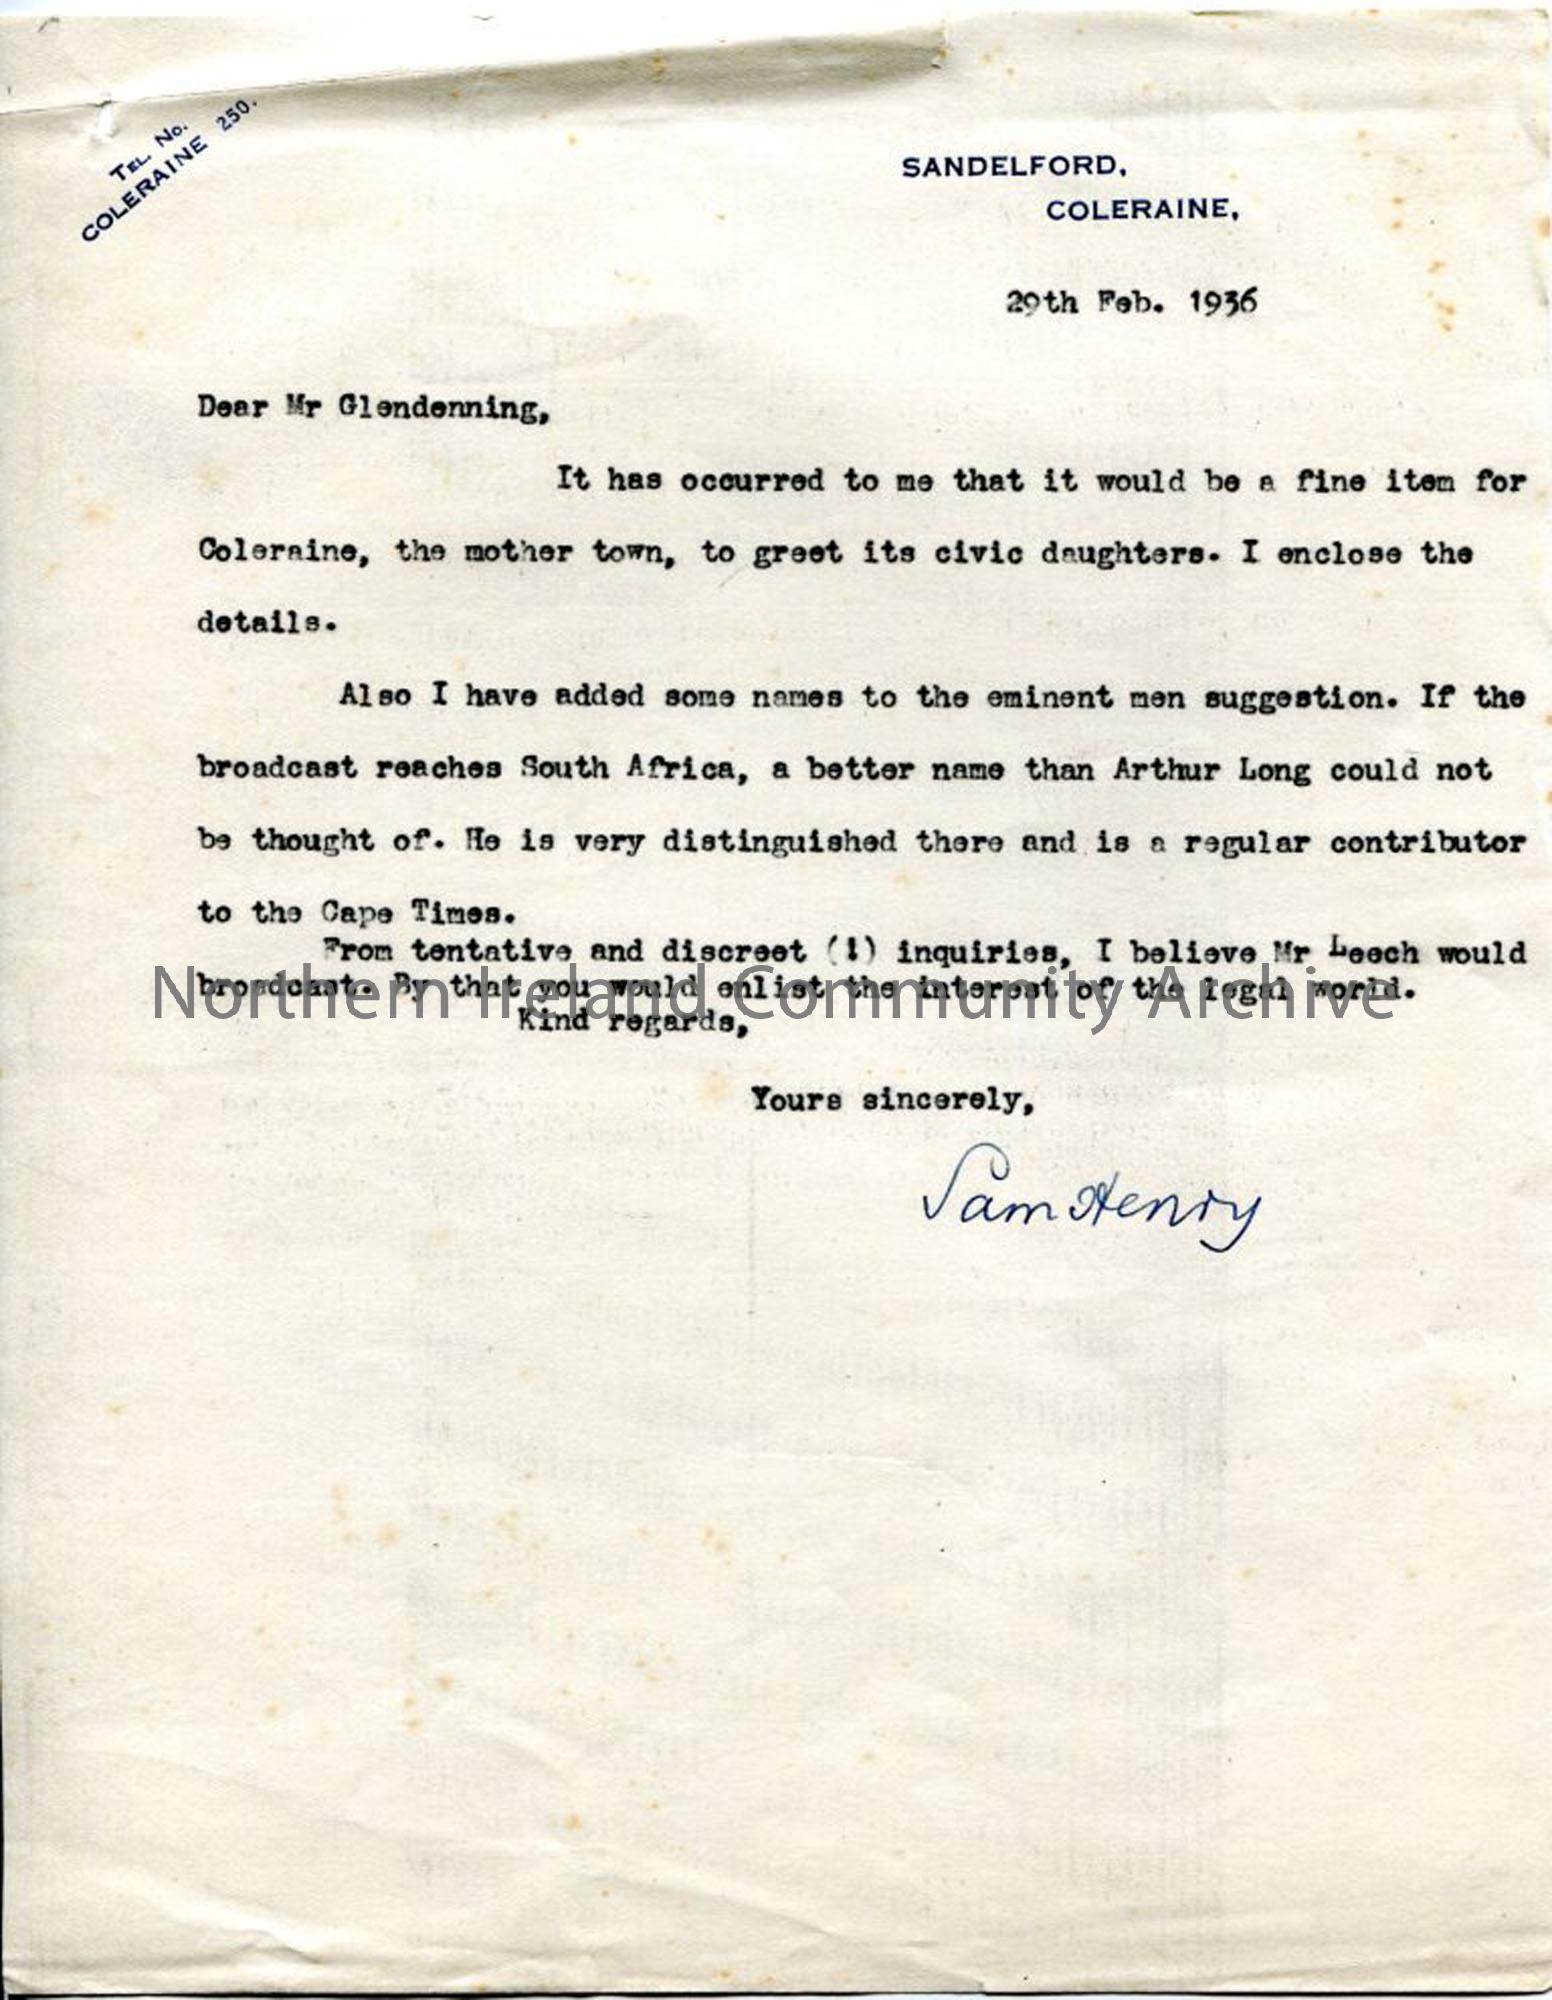 TEL. No.
COLERAINE 250.
SANDELFORD,
COLERAINE,
29th Feb. 1936
Dear Mr Glendenning,
It has occurred to me that it would be a fine item for
Coleraine, the mother town, to greet its civic daughters. I enclose the
details.
Also I have added some names to the eminent men suggestion. If the
broadcast reaches South Africa, a better name than Arthur Long could not
be thought of. He is very distinguished there and is a regular contributor
to the Cape Times.
From tentative and discreet (!) inquiries, I believe Mr Leech would
broadcast. By that you would enlist the interest of the legal world.
Northern Ireland Community Archive
Kind regards,
Yours sincerely,
Sam Henry